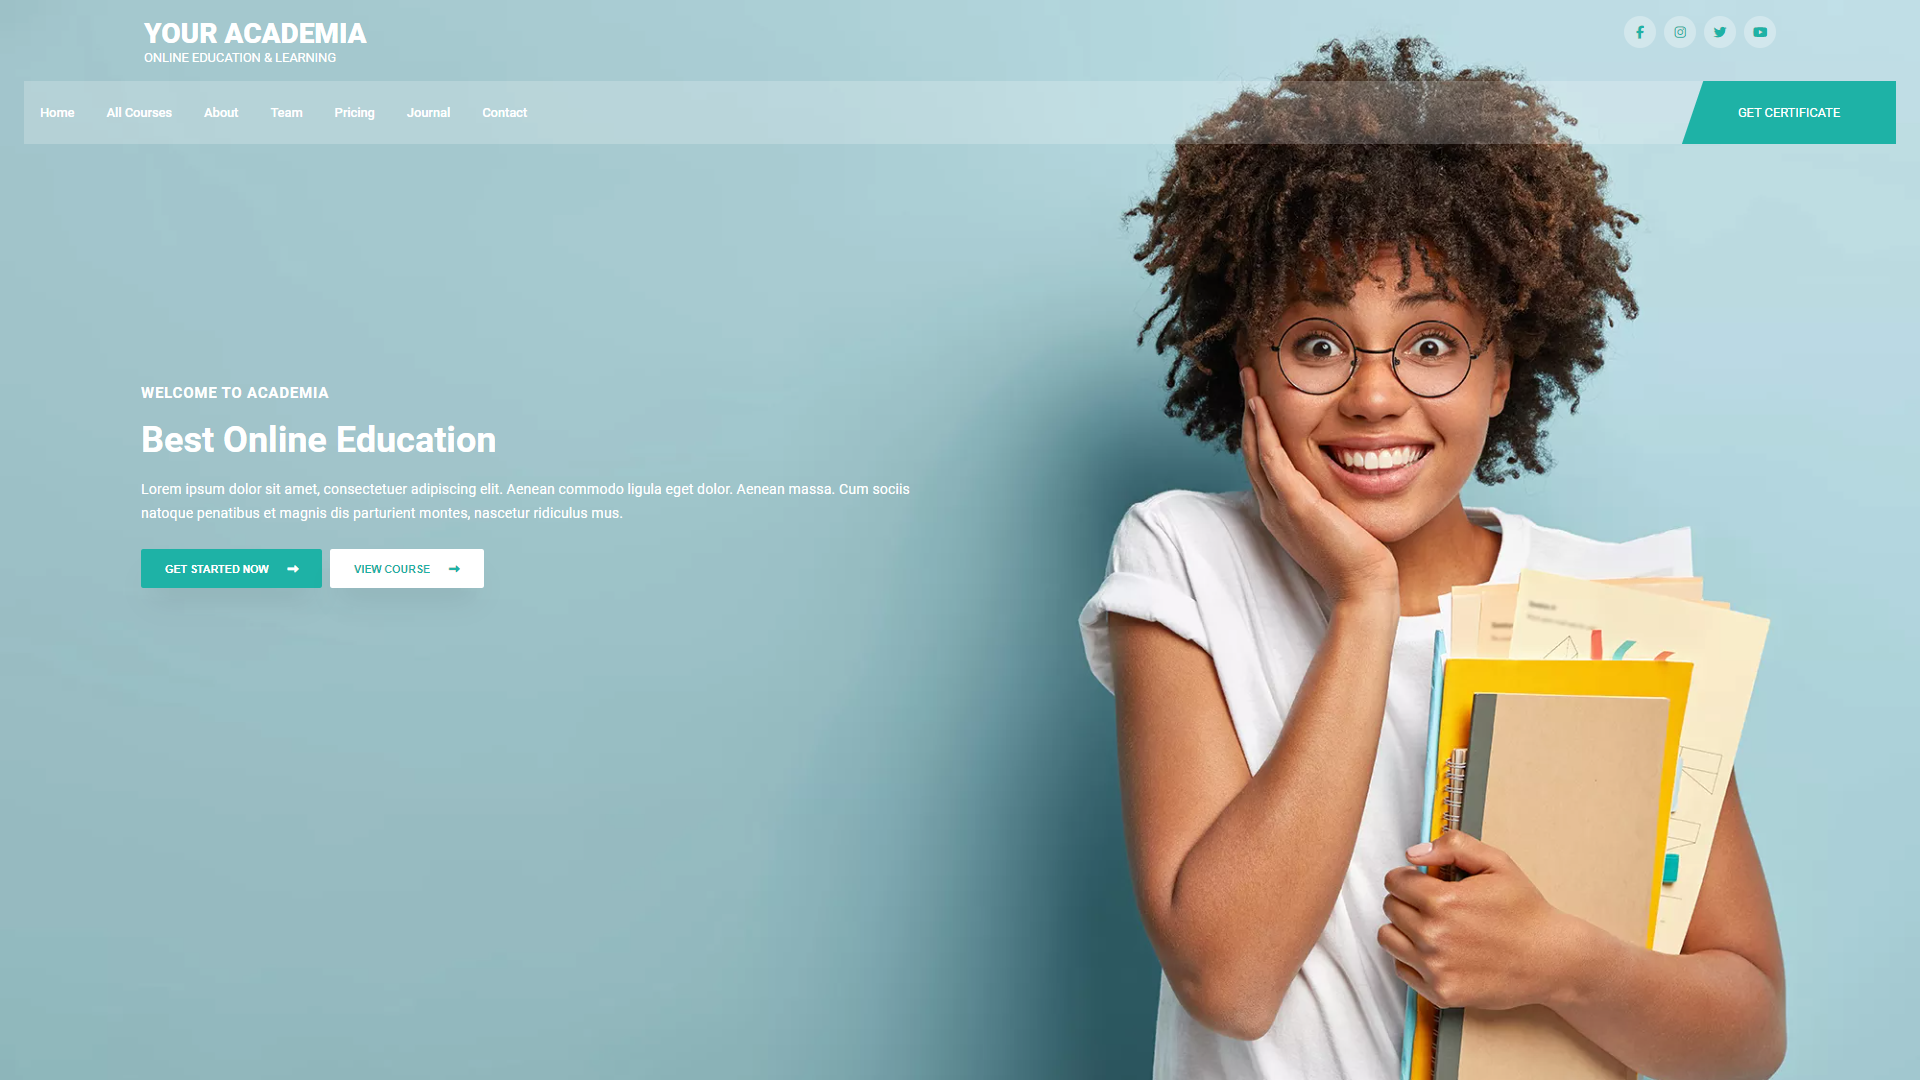 YOUR ACADEMIA
ONLINE EDUCATION & LEARNING
Home
All Courses
About
Team
Pricing
Journal
Contact
GET CERTIFICATE
WELCOME TO ACADEMIA
Best Online Education
Lorem ipsum dolor sit amet, consectetuer adipiscing elit. Aenean commodo ligula eget dolor. Aenean massa. Cum sociis
natoque penatibus et magnis dis parturient montes, nascetur ridiculus mus.
GET STARTED NOW
VIEW COURSE